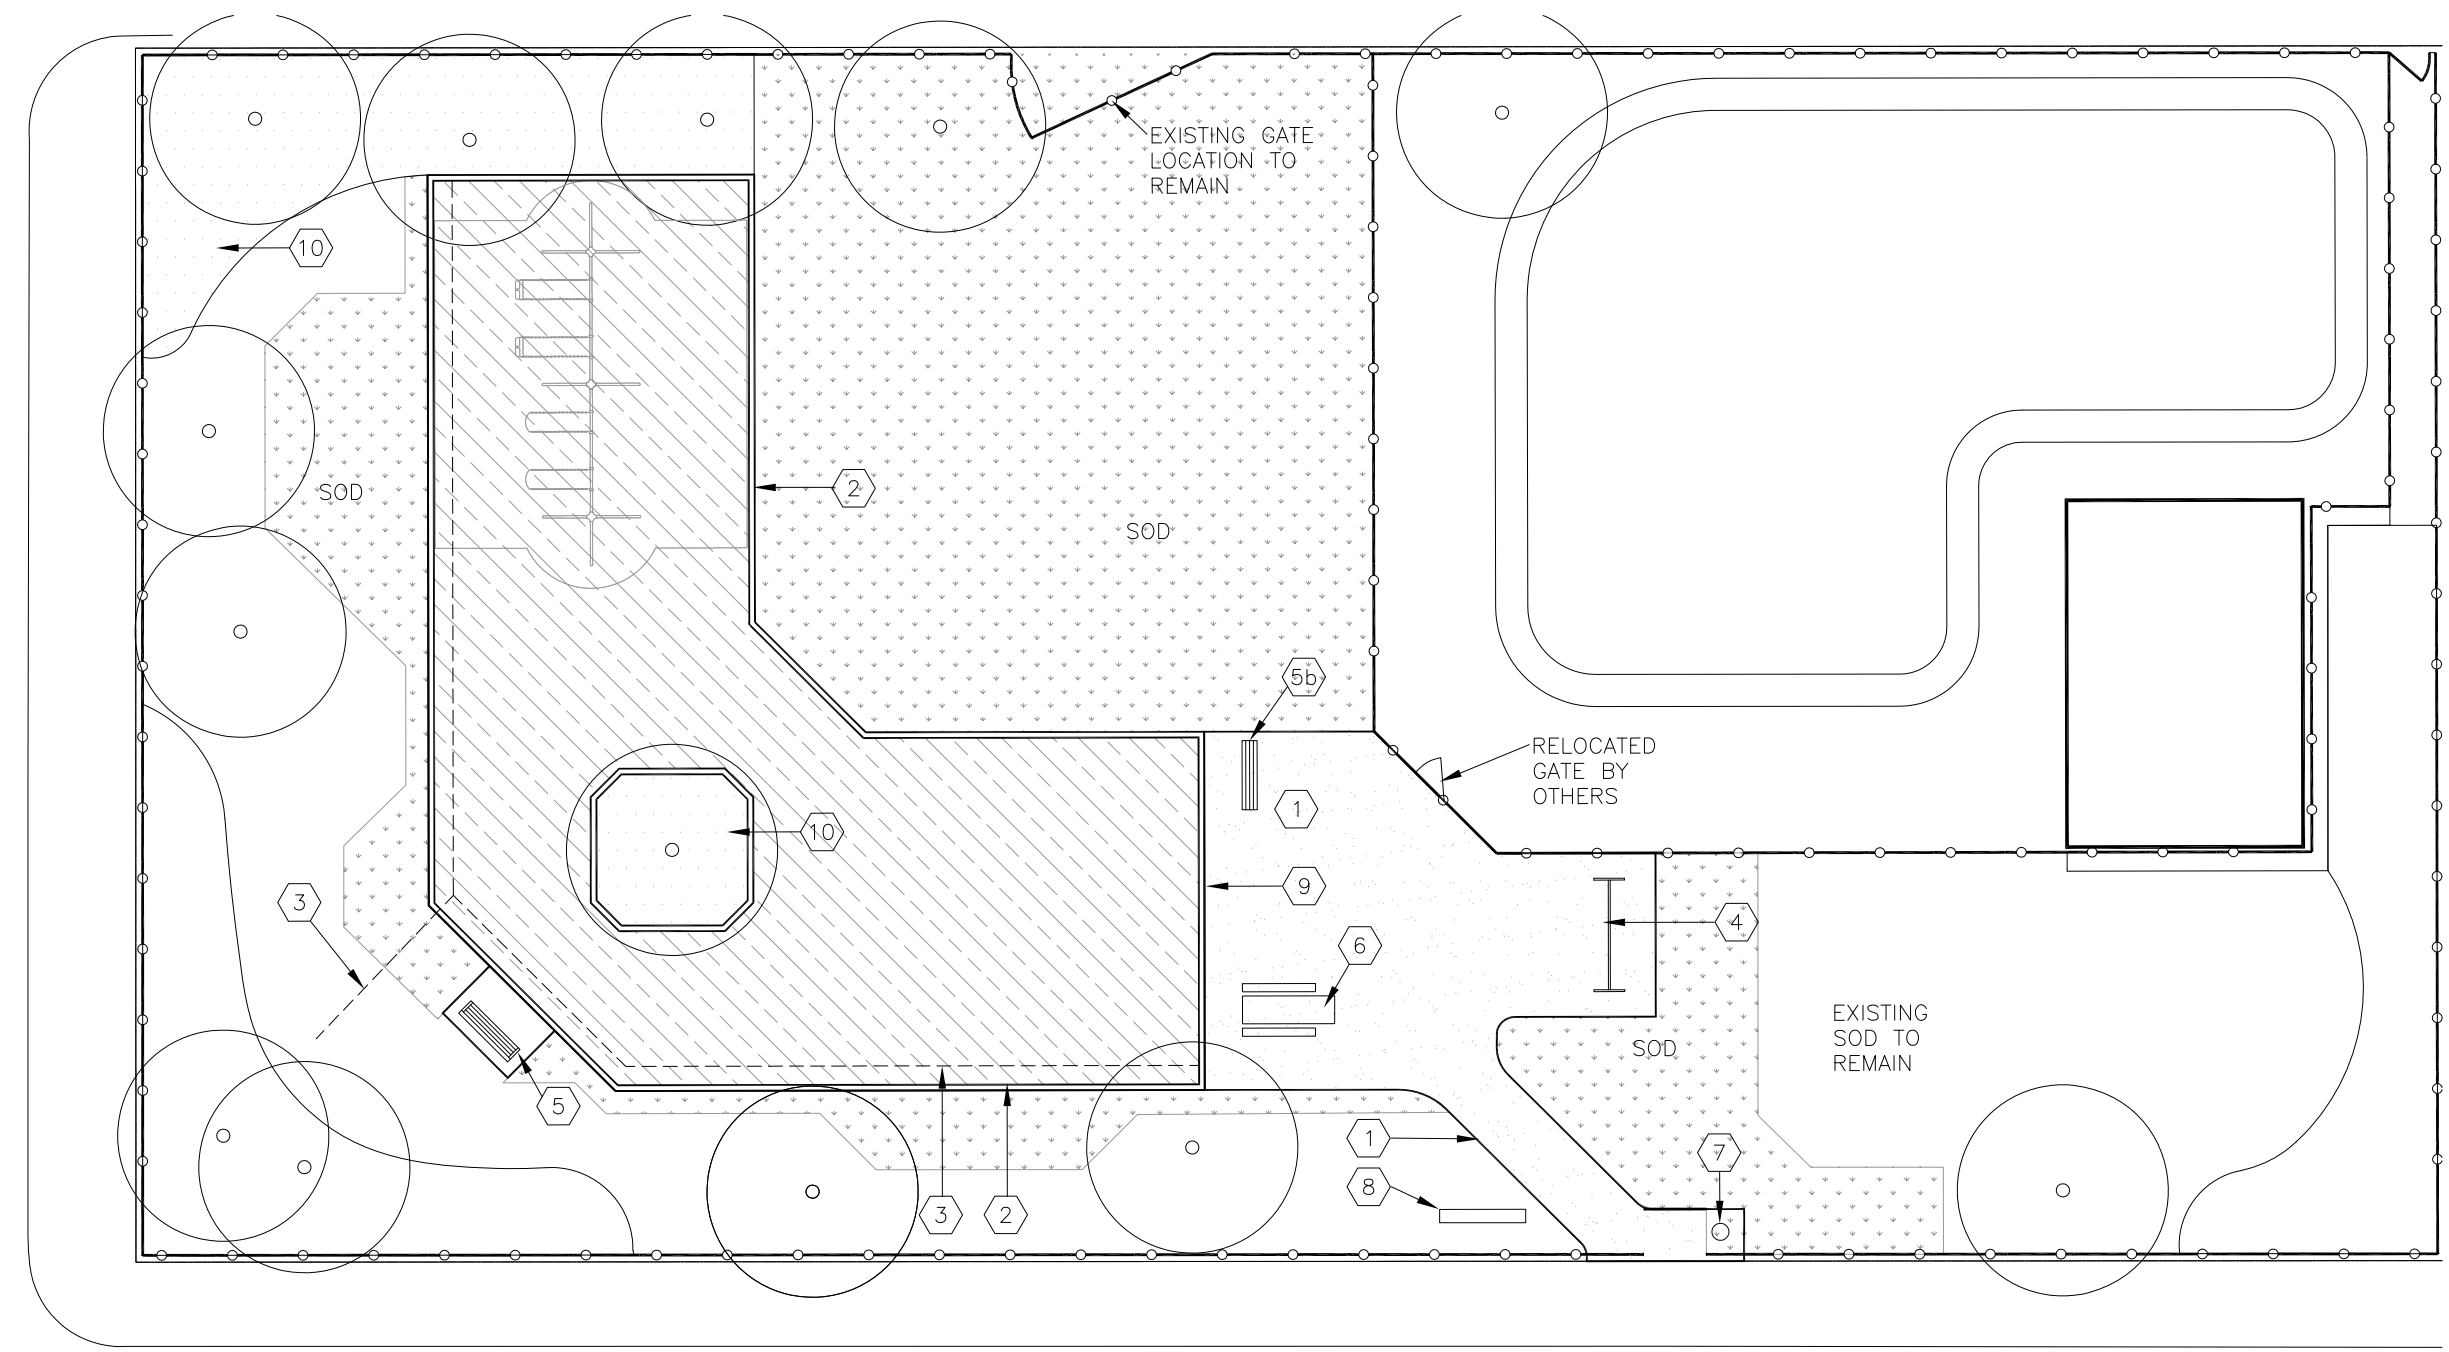 EXISTING GATE
LOCATION TO
REMAIN
10
SOD
2
SOD
5b
RELOCATED
GATE BY
OTHERS
1
10
9
3
4
6
EXISTING
SOD TO
REMAIN
SOD
5
1
7
8
3
2